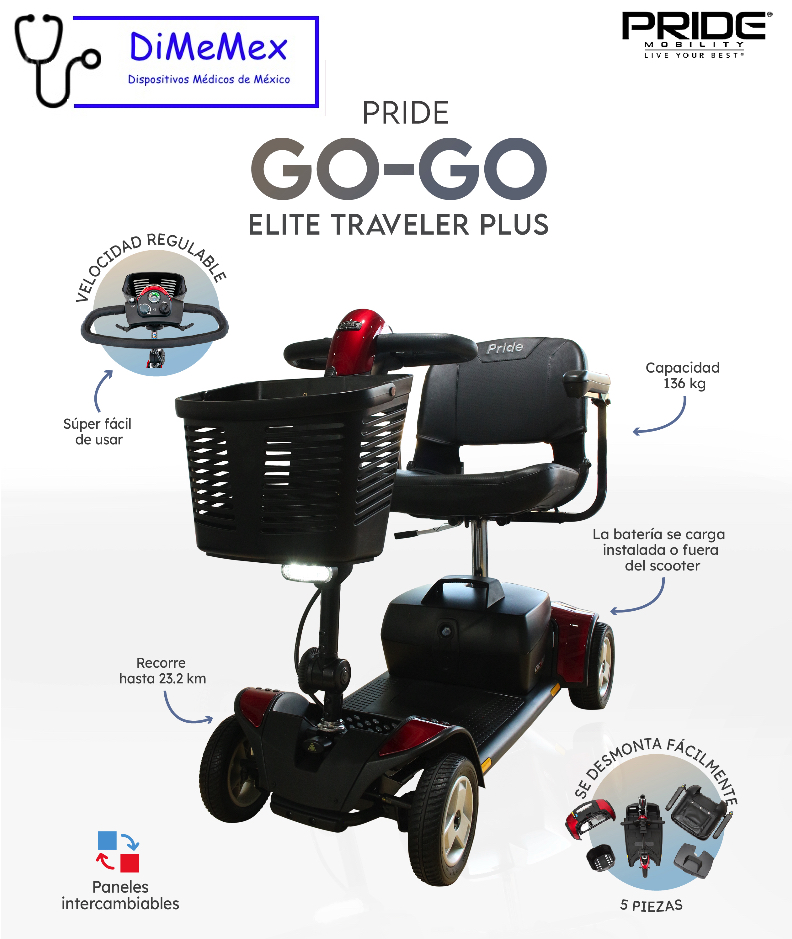 DiMeMex
Dispositivos Médicos de México
PRIDE®
MOBILITY
LIVE YOUR BEST®
PRIDE
GO-GO
ELITE TRAVELER PLUS
VELOCIDAD REGULABLE
Súper fácil
de usar
Pride
Capacidad
136 kg
La batería se carga
instalada o fuera
del scooter
Recorre
hasta 23.2 km
SE DESMONTA FÁCILMENTE
5 PIEZAS
Paneles
intercambiables